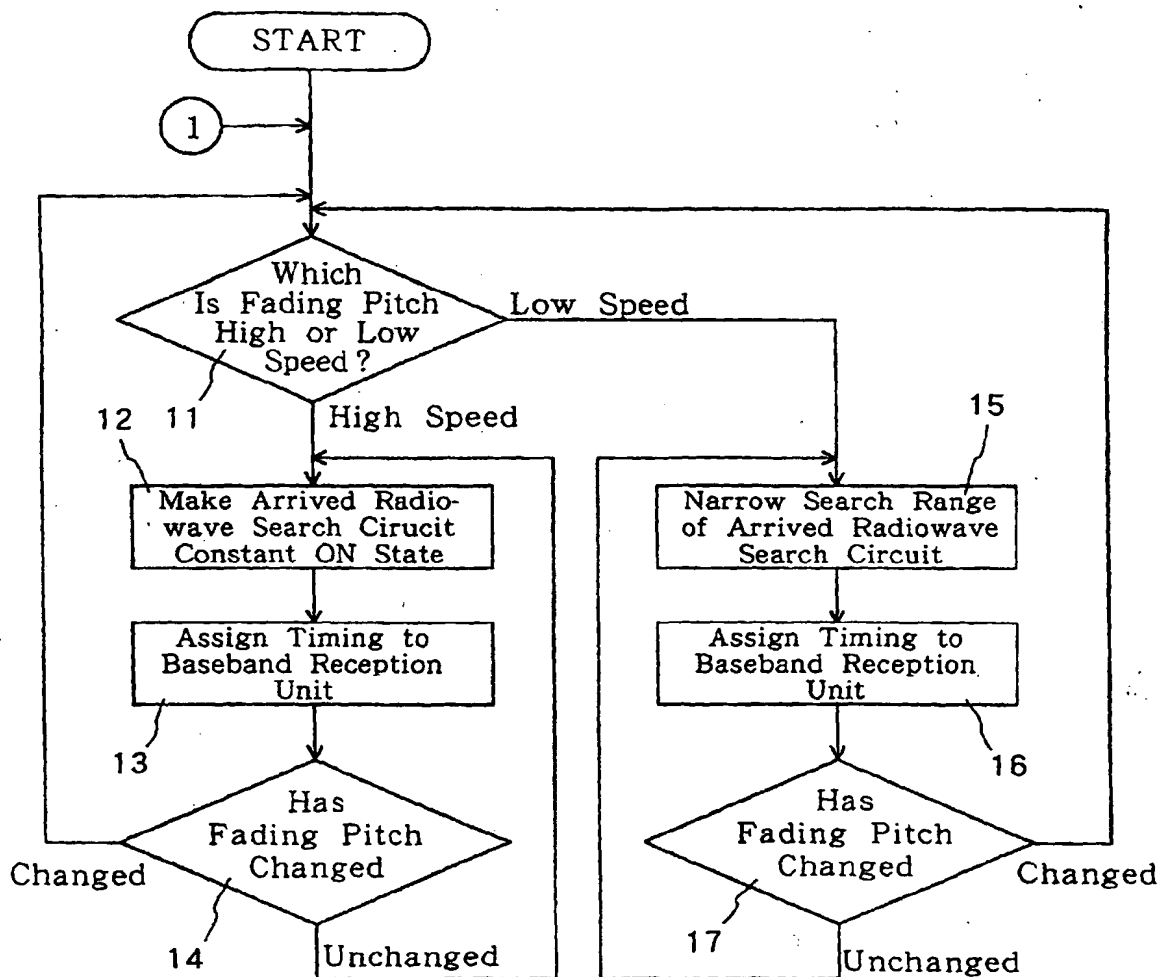 START
1
Which
Is Fading Pitch
High or Low
Speed?
11
Low Speed
High Speed
12
Make Arrived Radio-
wave Search Cirucit
Constant ON State
15
Narrow Search Range
of Arrived Radiowave
Search Circuit
Assign Timing to
Baseband Reception
Unit
13
Assign Timing to
Baseband Reception
Unit
16
Has
Fading Pitch
Changed
Changed
14
Unchanged
Has
Fading Pitch
Changed
Changed
17
Unchanged